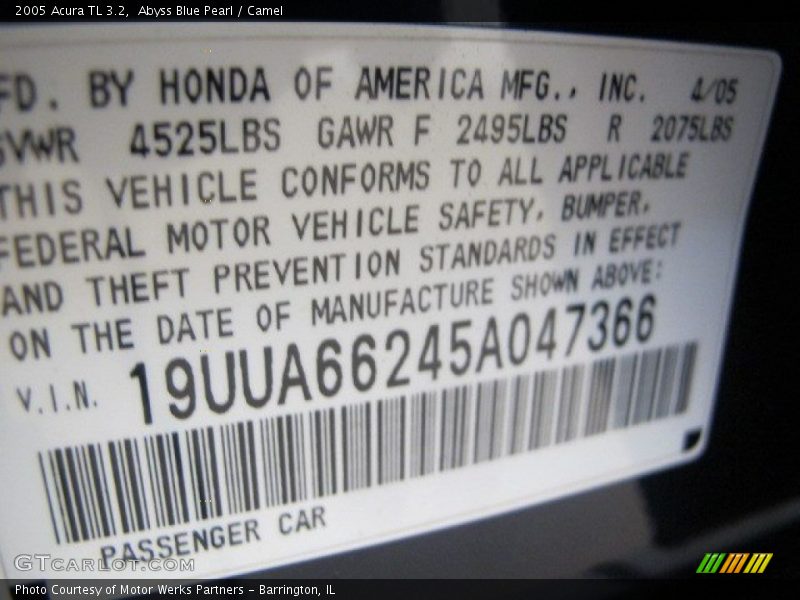 2005 Acura TL 3.2, Abyss Blue Pearl / Camel
FD. BY HONDA OF AMERICA MFG., INC. 4/05
GVWR 4525LBS GAWR F 2495LBS R 2075LBS
THIS VEHICLE CONFORMS TO ALL APPLICABLE
FEDERAL MOTOR VEHICLE SAFETY, BUMPER,
AND THEFT PREVENTION STANDARDS IN EFFECT
ON THE DATE OF MANUFACTURE SHOWN ABOVE:
V.I.N. 19UUA66245A047366
PASSENGER CAR
GTcarlot.com
Photo Courtesy of Motor Werks Partners - Barrington, IL